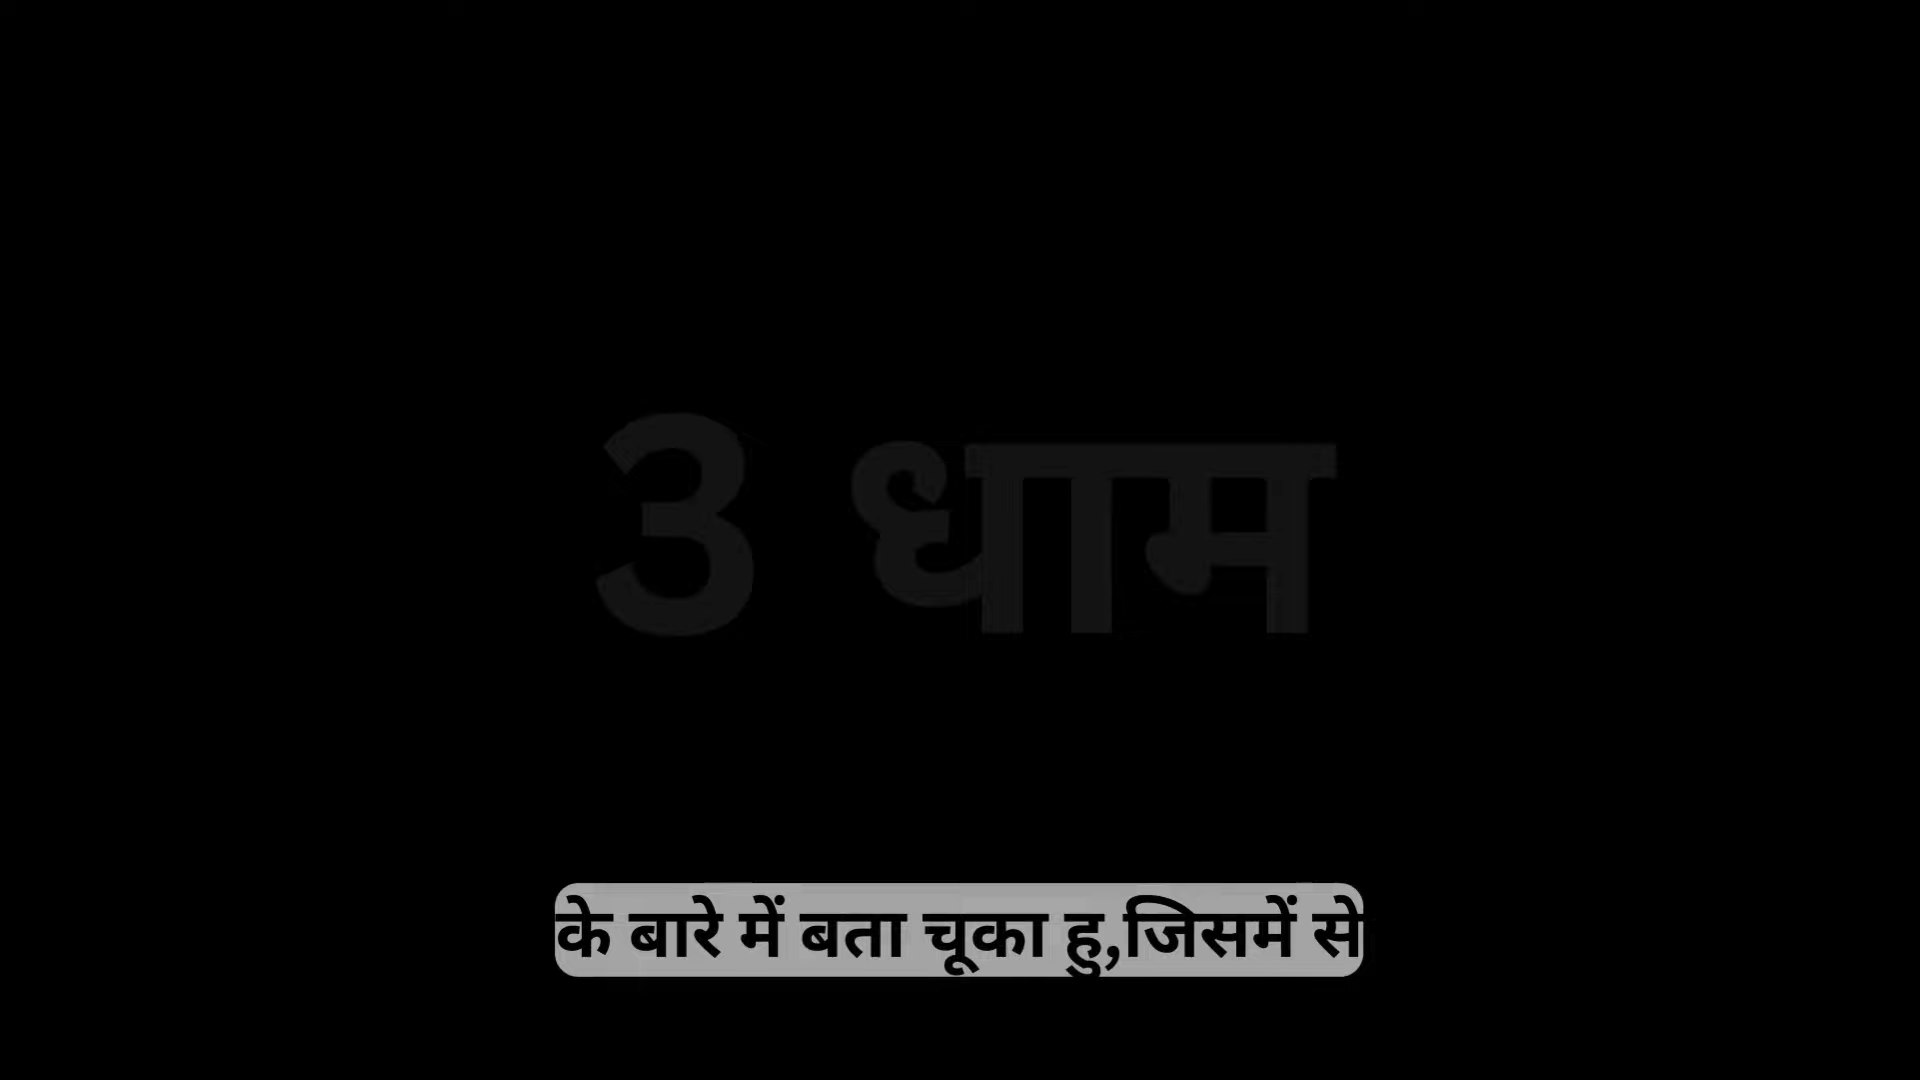 3 धाम
के बारे में बता चूका हु,जिसमें से